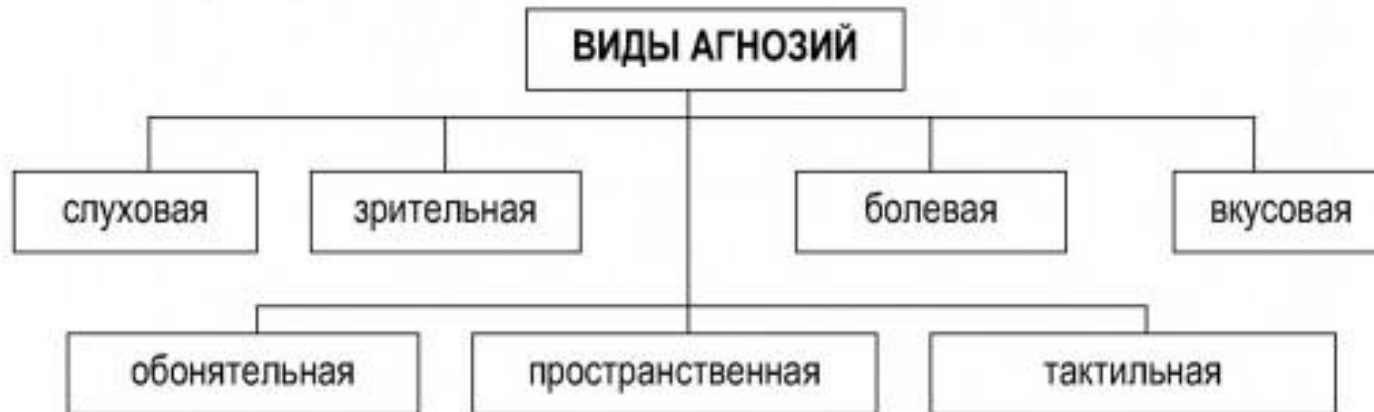 ВИДЫ АГНОЗИЙ
слуховая
зрительная
болевая
вкусовая
обонятельная
пространственная
тактильная